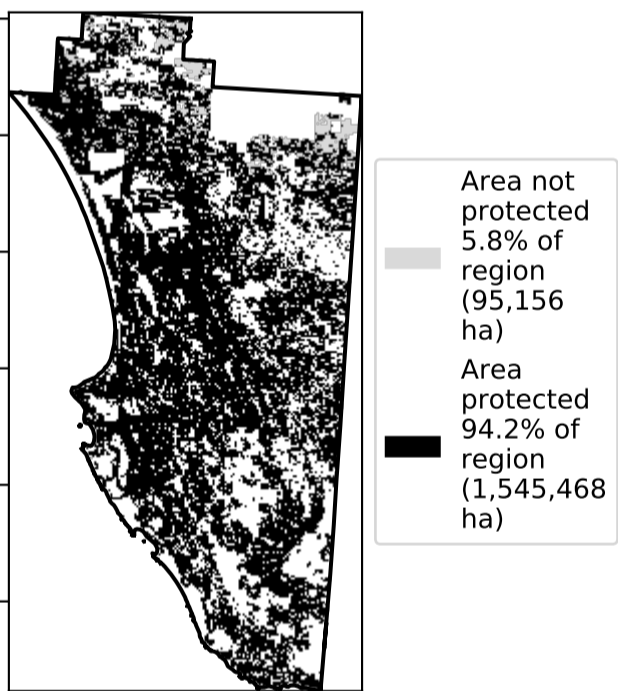 Area not
protected
5.8% of
region
(95,156
ha)
Area
protected
94.2% of
region
(1,545,468
ha)